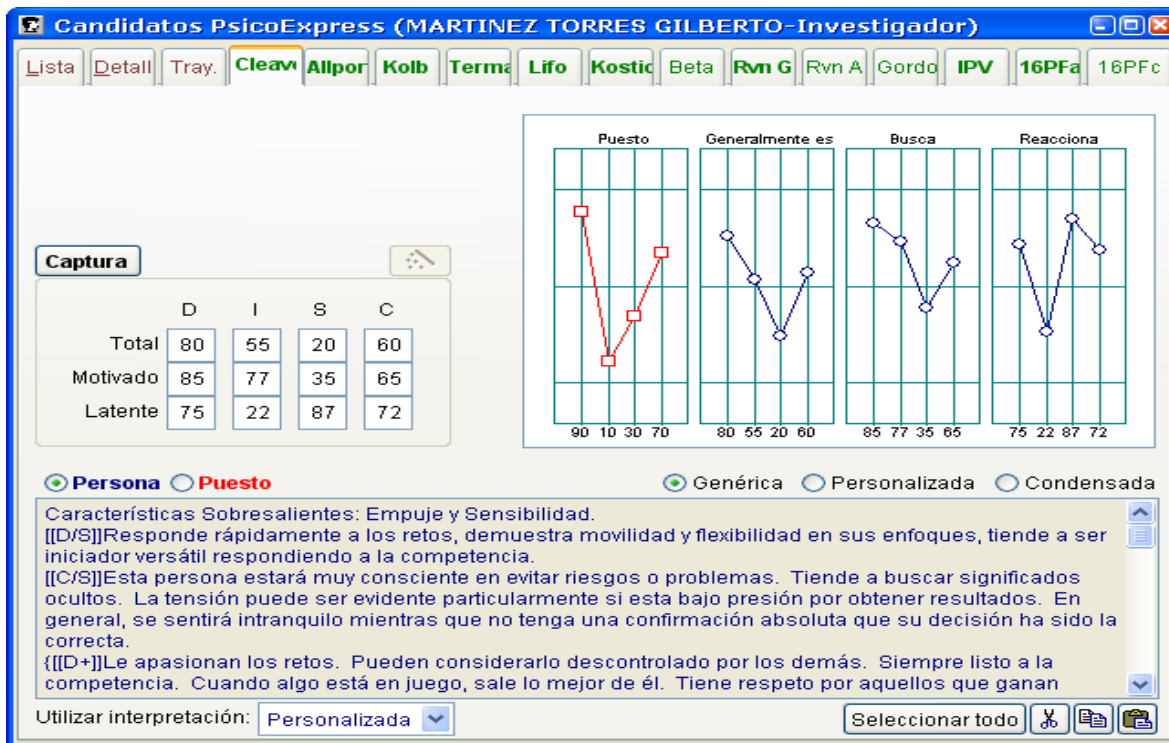 Candidatos PsicoExpress (MARTINEZ TORRES GILBERTO-Investigador)
Lista Detall Tray. Cleave Allpor Kolb Terma Lifo Kostic Beta Rvn G Rvn A Gordo IPV 16PFa 16PFc
Puesto Generalmente es Busca Reacciona
Captura
D I S C
Total 80 55 20 60
Motivado 85 77 35 65
Latente 75 22 87 72
90 10 30 70 80 55 20 60 85 77 35 65 75 22 87 72
Persona Puesto Genérica Personalizada Condensada
Características Sobresalientes: Empuje y Sensibilidad.
[[D/S]]Responde rápidamente a los retos, demuestra movilidad y flexibilidad en sus enfoques, tiende a ser
iniciador versátil respondiendo a la competencia.
[[C/S]]Esta persona estará muy consciente en evitar riesgos o problemas. Tiende a buscar significados
ocultos. La tensión puede ser evidente particularmente si esta bajo presión por obtener resultados. En
general, se sentirá intranquilo mientras que no tenga una confirmación absoluta que su decisión ha sido la
correcta.
{[[D+]]Le apasionan los retos. Pueden considerarlo descontrolado por los demás. Siempre listo a la
competencia. Cuando algo está en juego, sale lo mejor de él. Tiene respeto por aquellos que ganan
Utilizar interpretación: Personalizada Seleccionar todo